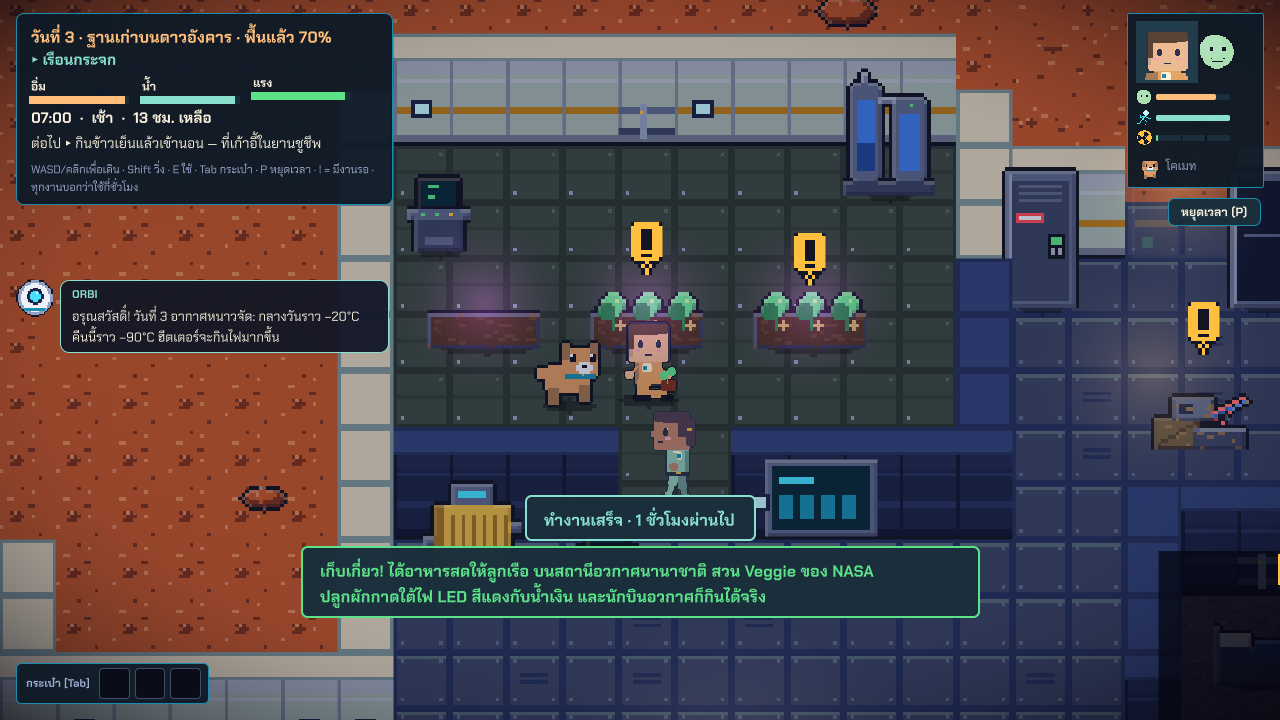 วันที่ 3 · ฐานเก่าบนดาวอังคาร · ฟื้นแล้ว 70%
▸ เรือนกระจก
อิ่ม น้ำ แรง
07:00 · เช้า · 13 ชม. เหลือ
ต่อไป ▸ กินข้าวเย็นแล้วเข้านอน — ที่เก้าอี้ในยานชูชีพ
WASD/คลิกเพื่อเดิน · Shift วิ่ง · E ใช้ · Tab กระเป๋า · P หยุดเวลา · ! = มีงานรอ ·
ทุกงานบอกว่าใช้กี่ชั่วโมง
โคเมท
หยุดเวลา (P)
ORBI
อรุณสวัสดิ์! วันที่ 3 อากาศหนาวจัด: กลางวันราว −20°C
คืนนี้ราว −90°C ฮีตเตอร์จะกินไฟมากขึ้น
ทำงานเสร็จ · 1 ชั่วโมงผ่านไป
เก็บเกี่ยว! ได้อาหารสดให้ลูกเรือ บนสถานีอวกาศนานาชาติ สวน Veggie ของ NASA
ปลูกผักกาดใต้ไฟ LED สีแดงกับน้ำเงิน และนักบินอวกาศก็กินได้จริง
กระเป๋า [Tab]